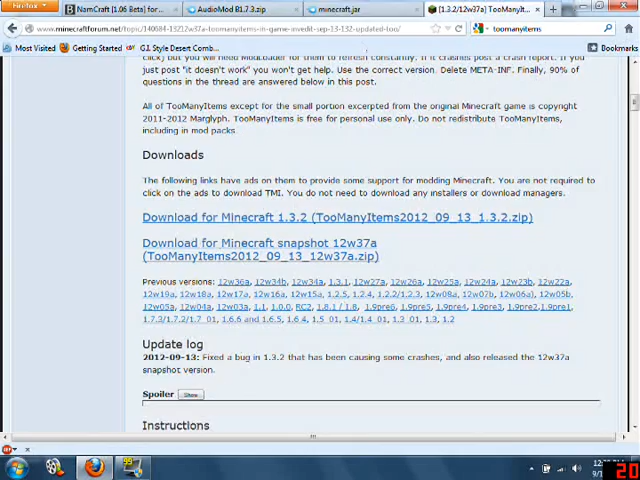 Firefox
NamCraft [1.06 Beta] for ...
AudioMod B1.7.3.zip
minecraft.jar
[1.3.2/12w37a] TooManyIt...
www.minecraftforum.net/topic/140684-13212w37a-toomanyitems-in-game-invedit-sep-13-132-updated-too/
toomanyitems
Most Visited
Getting Started
G.I. Style Desert Comb...
Bookmarks
click) but you will need ModLoader for them to refresh constantly. If it crashes post a crash report. If you
just post "it doesn't work" you won't get help. Use the correct version. Delete META-INF. Finally, 90% of
questions in the thread are answered below in this post.
All of TooManyItems except for the small portion excerpted from the original Minecraft game is copyright
2011-2012 Marglyph. TooManyItems is free for personal use only. Do not redistribute TooManyItems,
including in mod packs.
Downloads
The following links have ads on them to provide some support for modding Minecraft. You are not required to
click on the ads to download TMI. You do not need to download any installers or download managers.
Download for Minecraft 1.3.2 (TooManyItems2012_09_13_1.3.2.zip)
Download for Minecraft snapshot 12w37a
(TooManyItems2012_09_13_12w37a.zip)
Previous versions: 12w36a, 12w34b, 12w34a, 1.3.1, 12w27a, 12w26a, 12w25a, 12w24a, 12w23b, 12w22a,
12w19a, 12w18a, 12w17a, 12w16a, 12w15a, 1.2.5, 1.2.4, 1.2.2/1.2.3, 12w08a, 12w07b, 12w06a), 12w05b,
12w05a, 12w04a, 12w03a, 1.1, 1.0.0, RC2, 1.8.1 / 1.8, 1.9pre6, 1.9pre5, 1.9pre4, 1.9pre3, 1.9pre2, 1.9pre1,
1.7.3/1.7.2/1.7_01, 1.6.6 and 1.6.5, 1.6.4, 1.5_01, 1.4/1.4_01, 1.3_01, 1.3, 1.2
Update log
2012-09-13: Fixed a bug in 1.3.2 that has been causing some crashes, and also released the 12w37a
snapshot version.
Spoiler Show
Instructions
20